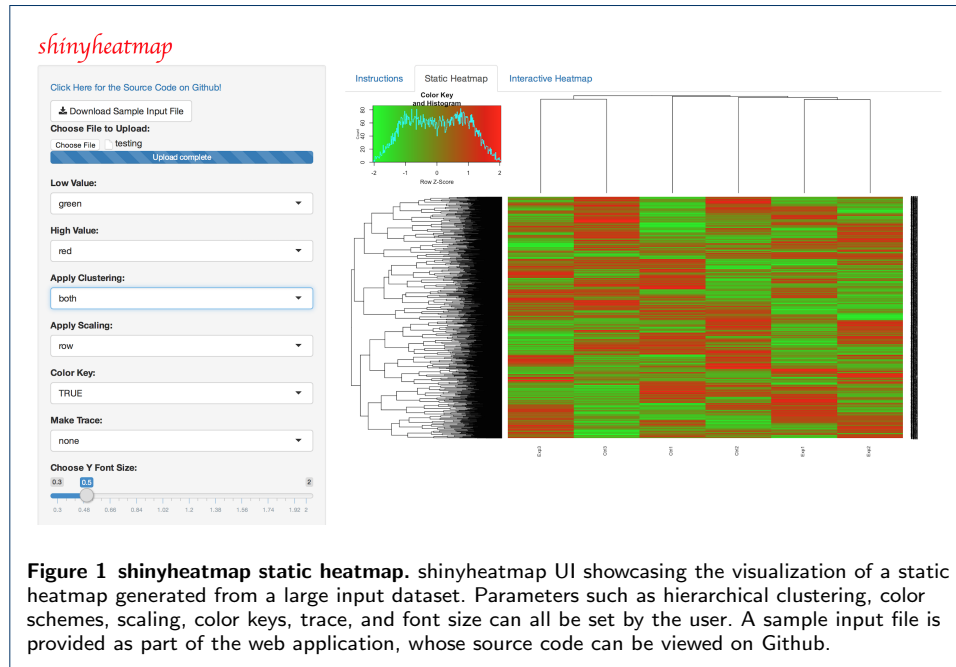 shinyheatmap
Click Here for the Source Code on Github!
Download Sample Input File
Choose File to Upload:
Choose File testing
Upload complete
Low Value:
green
High Value:
red
Apply Clustering:
both
Apply Scaling:
row
Color Key:
TRUE
Make Trace:
none
Choose Y Font Size:
0.3 0.5 2
0.3 0.48 0.66 0.84 1.02 1.2 1.38 1.56 1.74 1.92 2
Instructions Static Heatmap Interactive Heatmap
Color Key
and Histogram
Count
0 20 40 60 80
-2 -1 0 1 2
Row Z-Score
Exp3 Ctrl3 Ctrl1 Ctrl2 Exp1 Exp2
Figure 1 shinyheatmap static heatmap. shinyheatmap UI showcasing the visualization of a static
heatmap generated from a large input dataset. Parameters such as hierarchical clustering, color
schemes, scaling, color keys, trace, and font size can all be set by the user. A sample input file is
provided as part of the web application, whose source code can be viewed on Github.